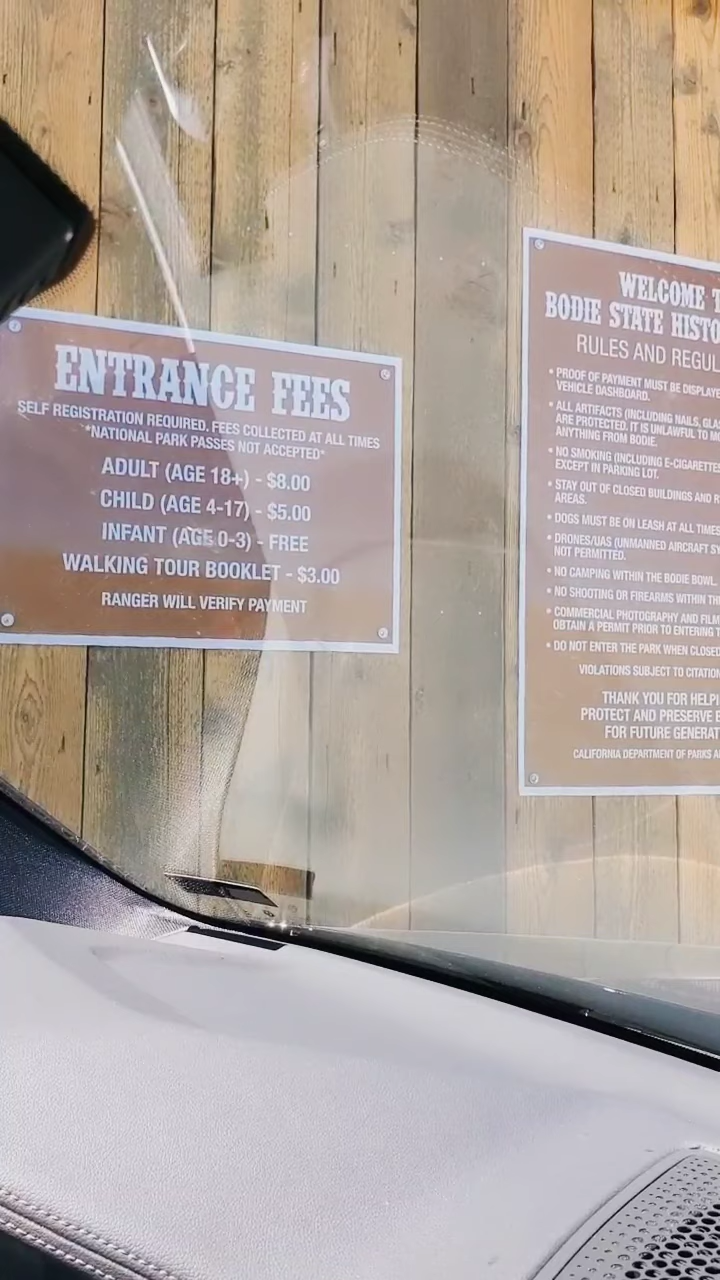 ENTRANCE FEES
SELF REGISTRATION REQUIRED. FEES COLLECTED AT ALL TIMES
*NATIONAL PARK PASSES NOT ACCEPTED*
ADULT (AGE 18+) - $8.00
CHILD (AGE 4-17) - $5.00
INFANT (AGE 0-3) - FREE
WALKING TOUR BOOKLET - $3.00
RANGER WILL VERIFY PAYMENT
WELCOME
BODIE STATE HISTO
RULES AND REGUL
• PROOF OF PAYMENT MUST BE DISPLAYE
VEHICLE DASHBOARD.
• ALL ARTIFACTS (INCLUDING NAILS, GLAS
ARE PROTECTED. IT IS UNLAWFUL TO
ANYTHING FROM BODIE.
• NO SMOKING (INCLUDING E-CIGARETTES
EXCEPT IN PARKING LOT.
• STAY OUT OF CLOSED BUILDINGS AND
AREAS.
• DOGS MUST BE ON LEASH AT ALL TIMES
• DRONES/UAS (UNMANNED AIRCRAFT SY
NOT PERMITTED.
• NO CAMPING WITHIN THE BODIE BOWL.
• NO SHOOTING OR FIREARMS WITHIN TH
• COMMERCIAL PHOTOGRAPHY AND FILM
OBTAIN A PERMIT PRIOR TO ENTERING
• DO NOT ENTER THE PARK WHEN CLOSED
VIOLATIONS SUBJECT TO CITATION
THANK YOU FOR HELPI
PROTECT AND PRESERVE
FOR FUTURE GENERAT
CALIFORNIA DEPARTMENT OF PARKS